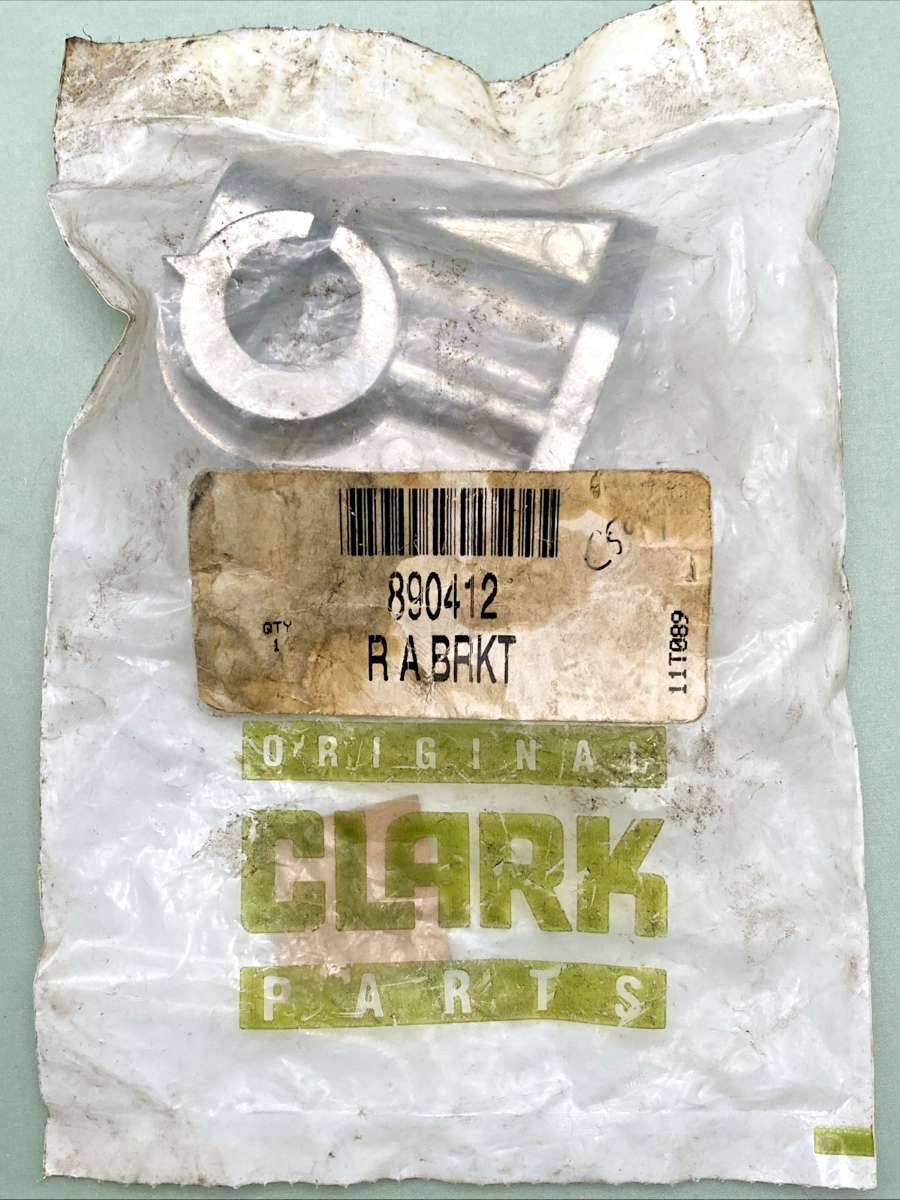 890412
QTY
1
R A BRKT
11T089
ORIGINAL
CLARK
PARTS